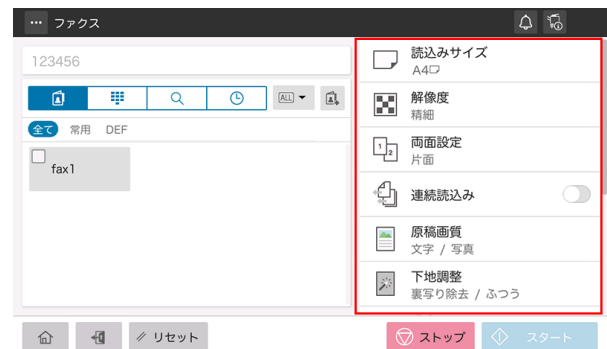 ファクス
123456
ALL
全て 常用 DEF
fax1
読込みサイズ
A4
解像度
精細
1 2
両面設定
片面
連続読込み
原稿画質
文字 / 写真
下地調整
裏写り除去 / ふつう
リセット
ストップ
スタート